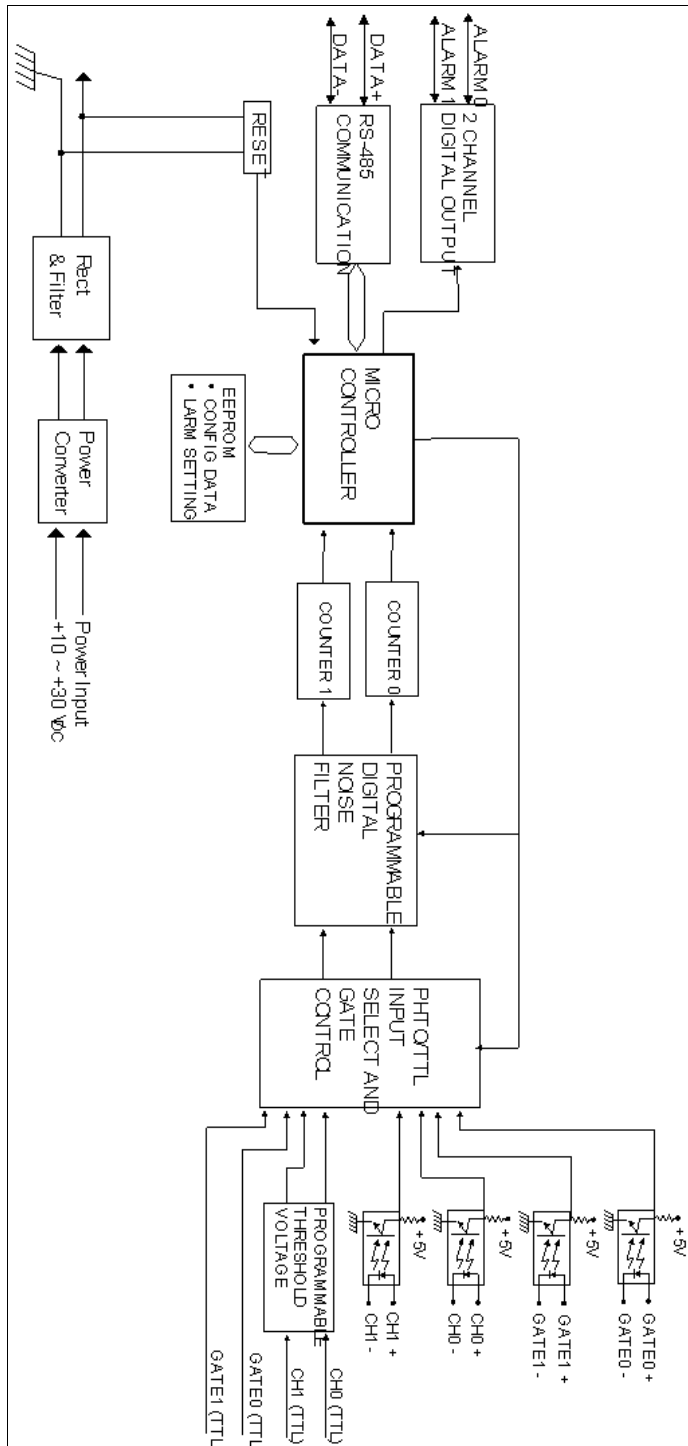 ALARM 0
ALARM 1
2 CHANNEL
DIGITAL OUTPUT
DATA+
DATA-
RS-485
COMMUNICATION
RESET
Rect
& Filter
Power
Converter
Power Input
+10 ~ +30 Vdc
MICRO
CONTROLLER
EEPROM
• CONFIG DATA
• LARM SETTING
COUNTER 0
COUNTER 1
PROGRAMMABLE
DIGITAL
NOISE
FILTER
PHTO/TTL
INPUT
SELECT AND
GATE
CONTROL
+5V
GATE0 +
GATE0 -
+5V
GATE1 +
GATE1 -
+5V
CH0 +
CH0 -
+5V
CH1 +
CH1 -
PROGRAMMABLE
THRESHOLD
VOLTAGE
CH0 (TTL)
CH1 (TTL)
GATE0 (TTL
GATE1 (TTL